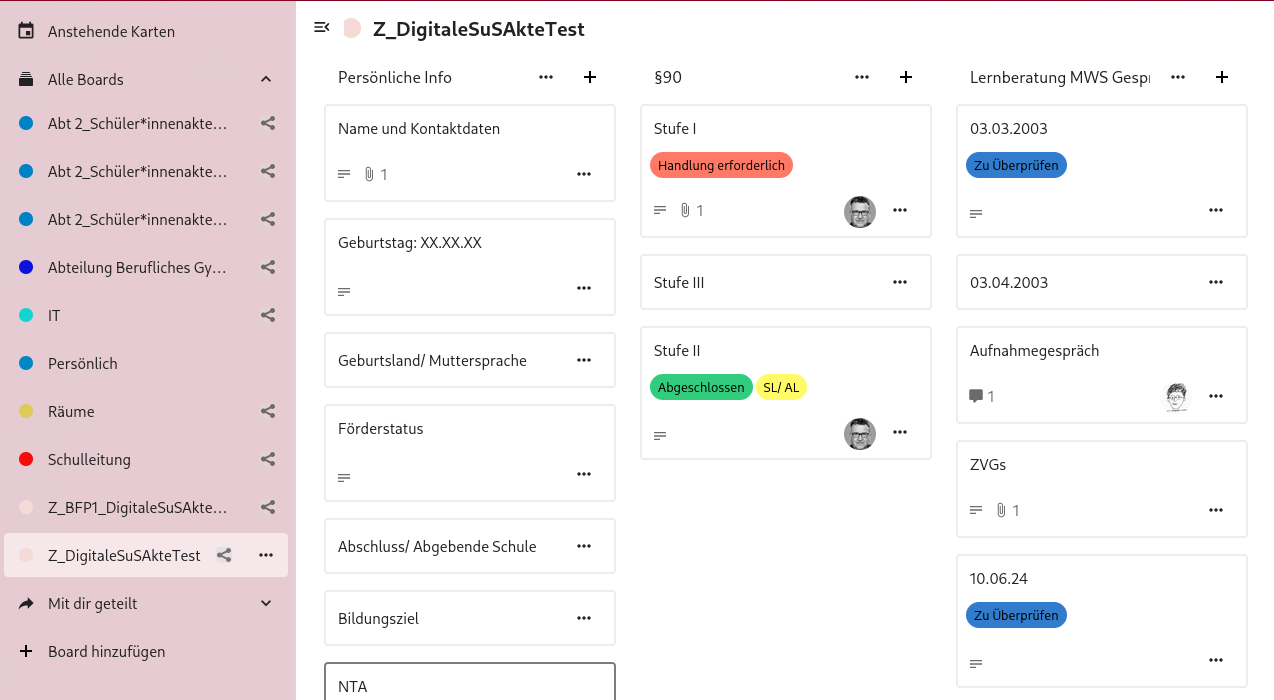 Anstehende Karten
Alle Boards
Abt 2_Schüler*innenakte...
Abt 2_Schüler*innenakte...
Abt 2_Schüler*innenakte...
Abteilung Berufliches Gy...
IT
Persönlich
Räume
Schulleitung
Z_BFP1_DigitaleSuSAkte...
Z_DigitaleSuSAkteTest
Mit dir geteilt
Board hinzufügen
Z_DigitaleSuSAkteTest
Persönliche Info
Name und Kontaktdaten
1
Geburtstag: XX.XX.XX
Geburtsland/ Muttersprache
Förderstatus
Abschluss/ Abgebende Schule
Bildungsziel
NTA
§90
Stufe I
Handlung erforderlich
1
Stufe III
Stufe II
Abgeschlossen SL/ AL
Lernberatung MWS
03.03.2003
Zu Überprüfen
03.04.2003
Aufnahmegespräch
1
ZVGs
1
10.06.24
Zu Überprüfen